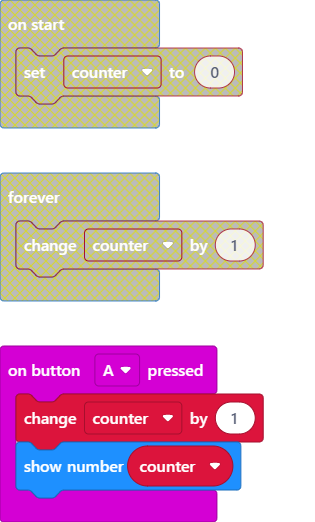 on start
set counter to 0
forever
change counter by 1
on button A pressed
change counter by 1
show number counter